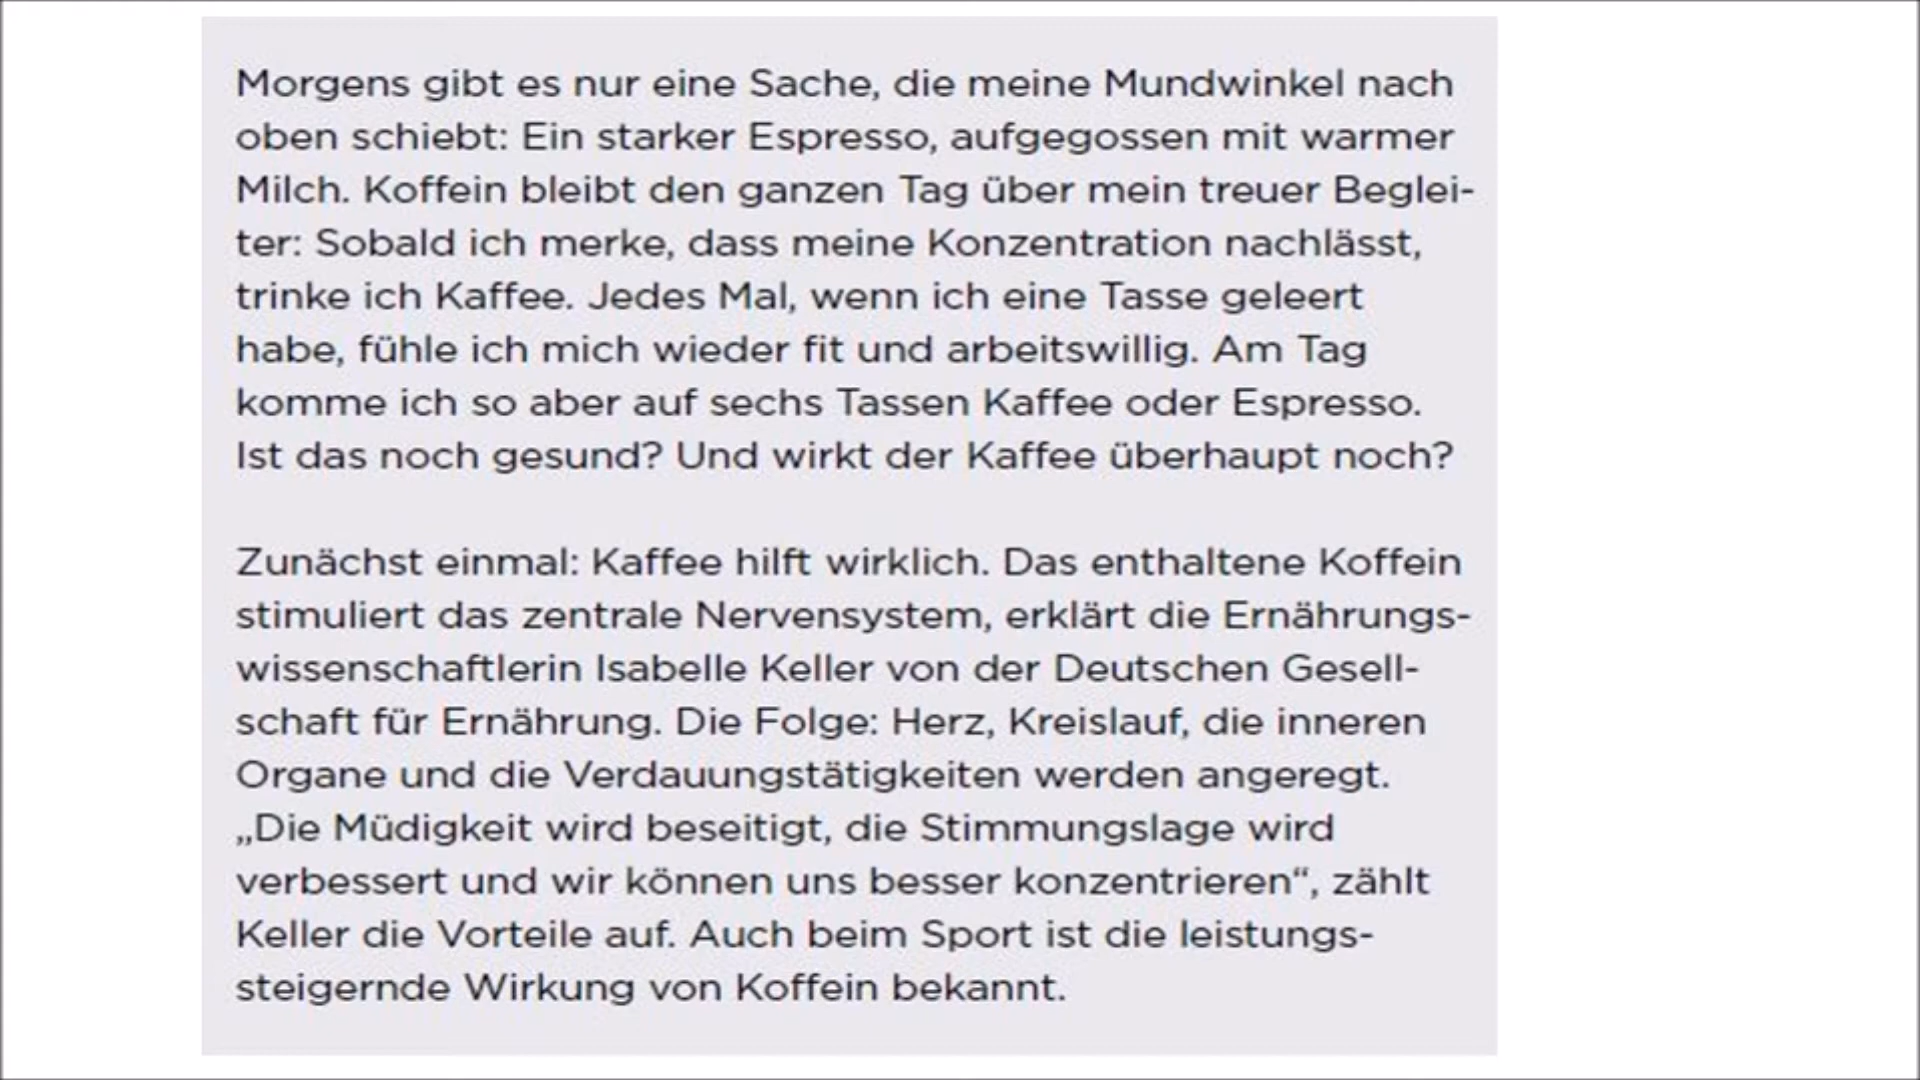 Morgens gibt es nur eine Sache, die meine Mundwinkel nach
oben schiebt: Ein starker Espresso, aufgegossen mit warmer
Milch. Koffein bleibt den ganzen Tag über mein treuer Beglei-
ter: Sobald ich merke, dass meine Konzentration nachlässt,
trinke ich Kaffee. Jedes Mal, wenn ich eine Tasse geleert
habe, fühle ich mich wieder fit und arbeitswillig. Am Tag
komme ich so aber auf sechs Tassen Kaffee oder Espresso.
Ist das noch gesund? Und wirkt der Kaffee überhaupt noch?
Zunächst einmal: Kaffee hilft wirklich. Das enthaltene Koffein
stimuliert das zentrale Nervensystem, erklärt die Ernährungs-
wissenschaftlerin Isabelle Keller von der Deutschen Gesell-
schaft für Ernährung. Die Folge: Herz, Kreislauf, die inneren
Organe und die Verdauungstätigkeiten werden angeregt.
„Die Müdigkeit wird beseitigt, die Stimmungslage wird
verbessert und wir können uns besser konzentrieren“, zählt
Keller die Vorteile auf. Auch beim Sport ist die leistungs-
steigernde Wirkung von Koffein bekannt.